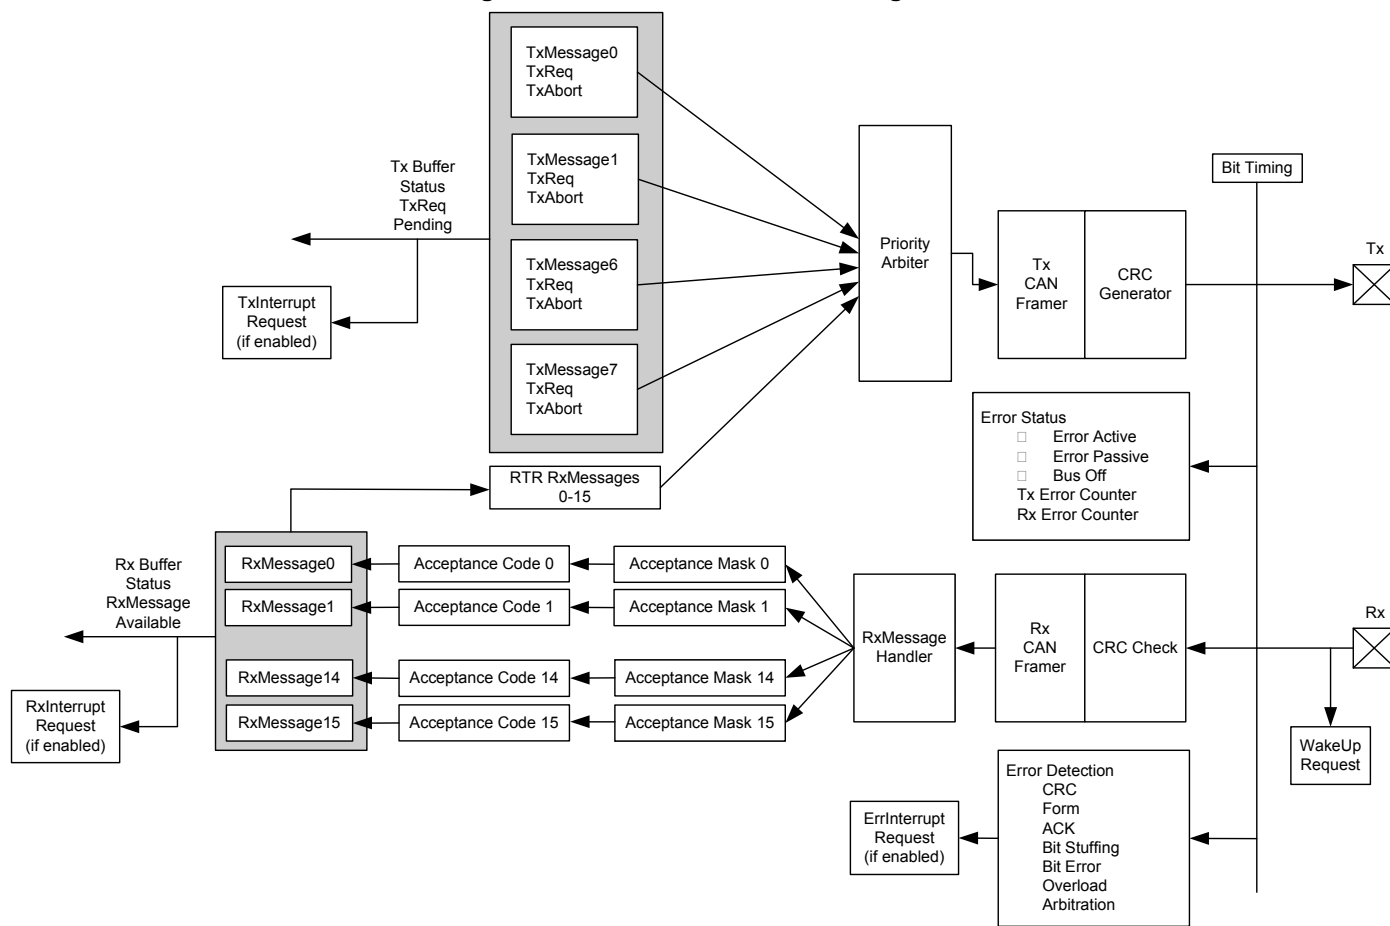 TxMessage0
TxReq
TxAbort
TxMessage1
TxReq
TxAbort
TxMessage6
TxReq
TxAbort
TxMessage7
TxReq
TxAbort
Tx Buffer
Status
TxReq
Pending
TxInterrupt
Request
(if enabled)
Priority
Arbiter
Tx
CAN
Framer
CRC
Generator
Bit Timing
Tx
Error Status
Error Active
Error Passive
Bus Off
Tx Error Counter
Rx Error Counter
RTR RxMessages
0-15
Rx Buffer
Status
RxMessage
Available
RxInterrupt
Request
(if enabled)
RxMessage0
Acceptance Code 0
Acceptance Mask 0
RxMessage1
Acceptance Code 1
Acceptance Mask 1
RxMessage14
Acceptance Code 14
Acceptance Mask 14
RxMessage15
Acceptance Code 15
Acceptance Mask 15
RxMessage
Handler
Rx
CAN
Framer
CRC Check
Rx
WakeUp
Request
ErrInterrupt
Request
(if enabled)
Error Detection
CRC
Form
ACK
Bit Stuffing
Bit Error
Overload
Arbitration